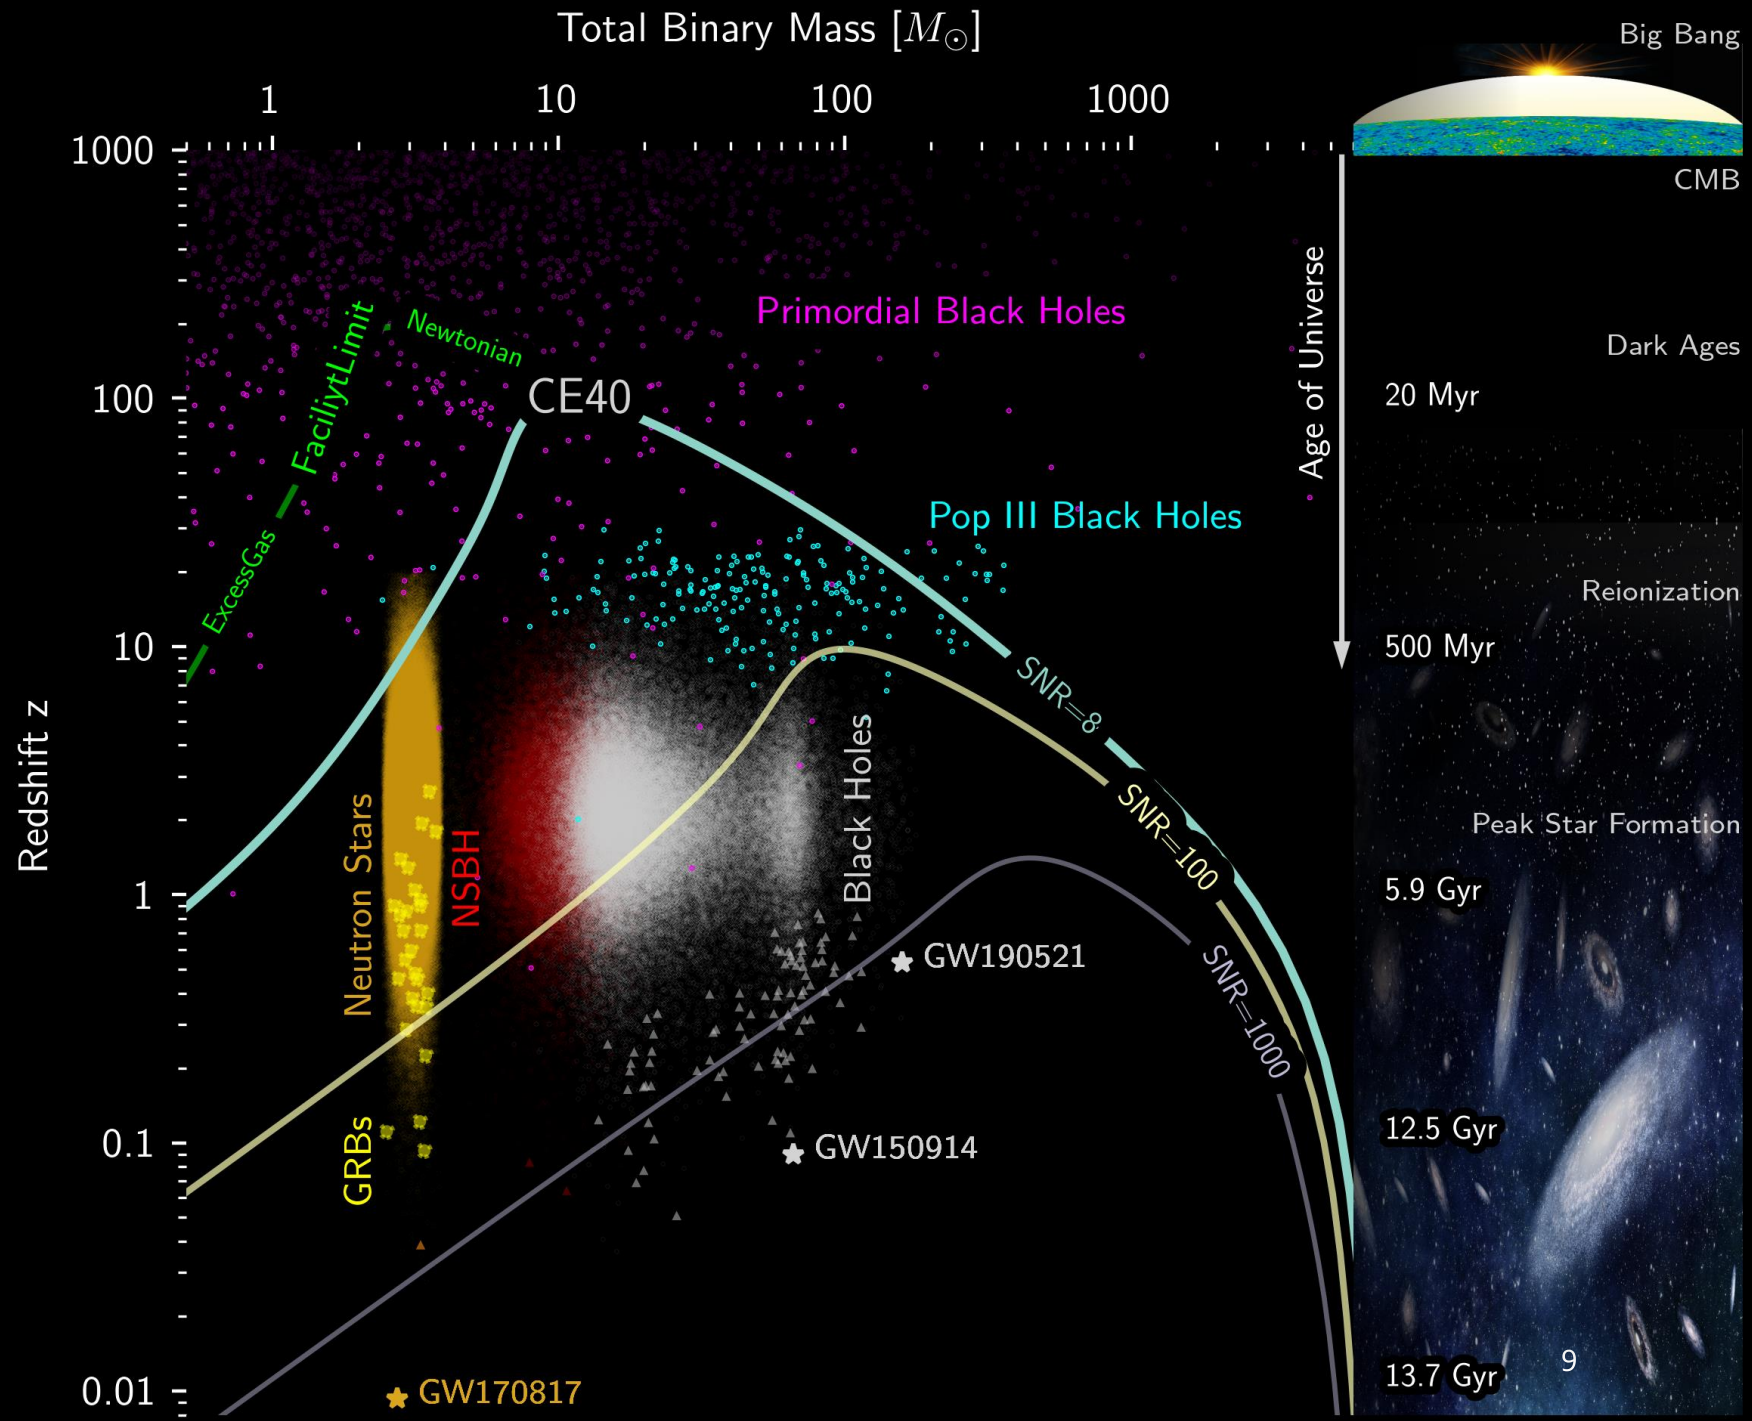 Total Binary Mass [M⊙]
1 10 100 1000
1000
100
10
1
0.1
0.01
Redshift z
Primordial Black Holes
FaciliytLimit
Newtonian
ExcessGas
CE40
Pop III Black Holes
SNR=8
SNR=100
SNR=1000
Neutron Stars
NSBH
Black Holes
GRBs
GW190521
GW150914
GW170817
Age of Universe
Big Bang
CMB
Dark Ages
20 Myr
Reionization
500 Myr
Peak Star Formation
5.9 Gyr
12.5 Gyr
9
13.7 Gyr